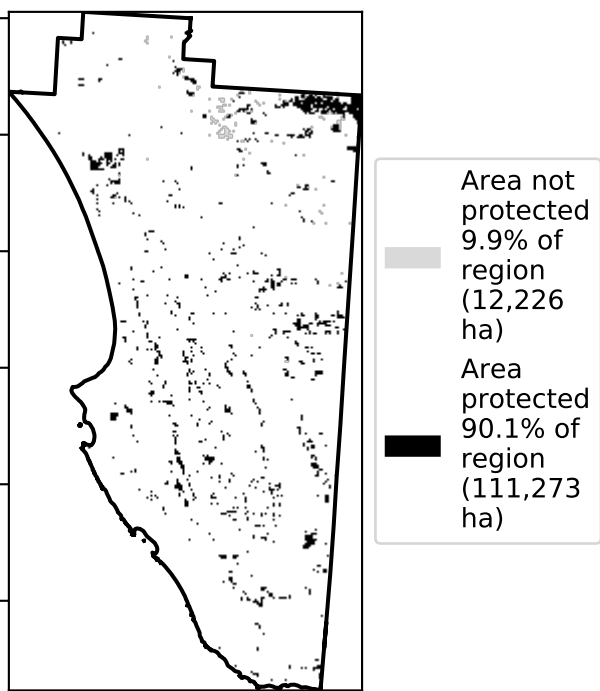 Area not
protected
9.9% of
region
(12,226
ha)
Area
protected
90.1% of
region
(111,273
ha)